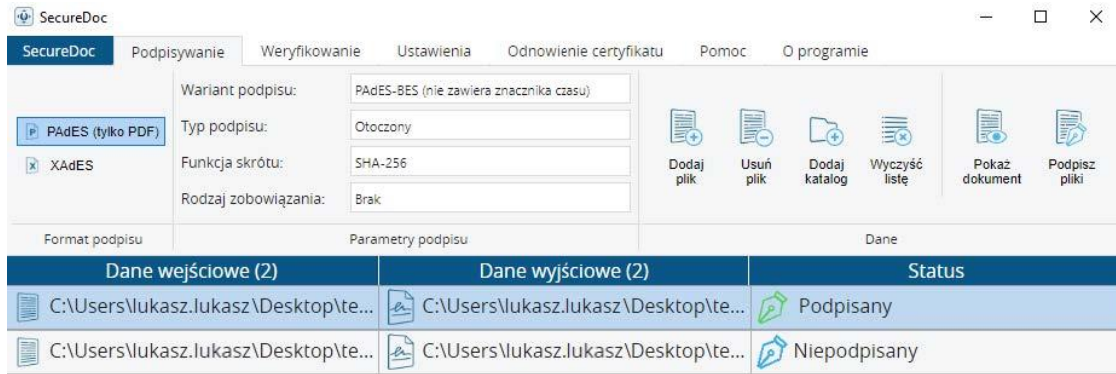 SecureDoc
SecureDoc Podpisywanie Weryfikowanie Ustawienia Odnowienie certyfikatu Pomoc O programie
PAdES (tylko PDF)
XAdES
Format podpisu
Wariant podpisu: PAdES-BES (nie zawiera znacznika czasu)
Typ podpisu: Otoczony
Funkcja skrótu: SHA-256
Rodzaj zobowiązania: Brak
Parametry podpisu
Dodaj plik
Usuń plik
Dodaj katalog
Wyczyść listę
Pokaż dokument
Podpisz pliki
Dane
Dane wejściowe (2) Dane wyjściowe (2) Status
C:\Users\lukasz.lukasz\Desktop\te... C:\Users\lukasz.lukasz\Desktop\te... Podpisany
C:\Users\lukasz.lukasz\Desktop\te... C:\Users\lukasz.lukasz\Desktop\te... Niepodpisany